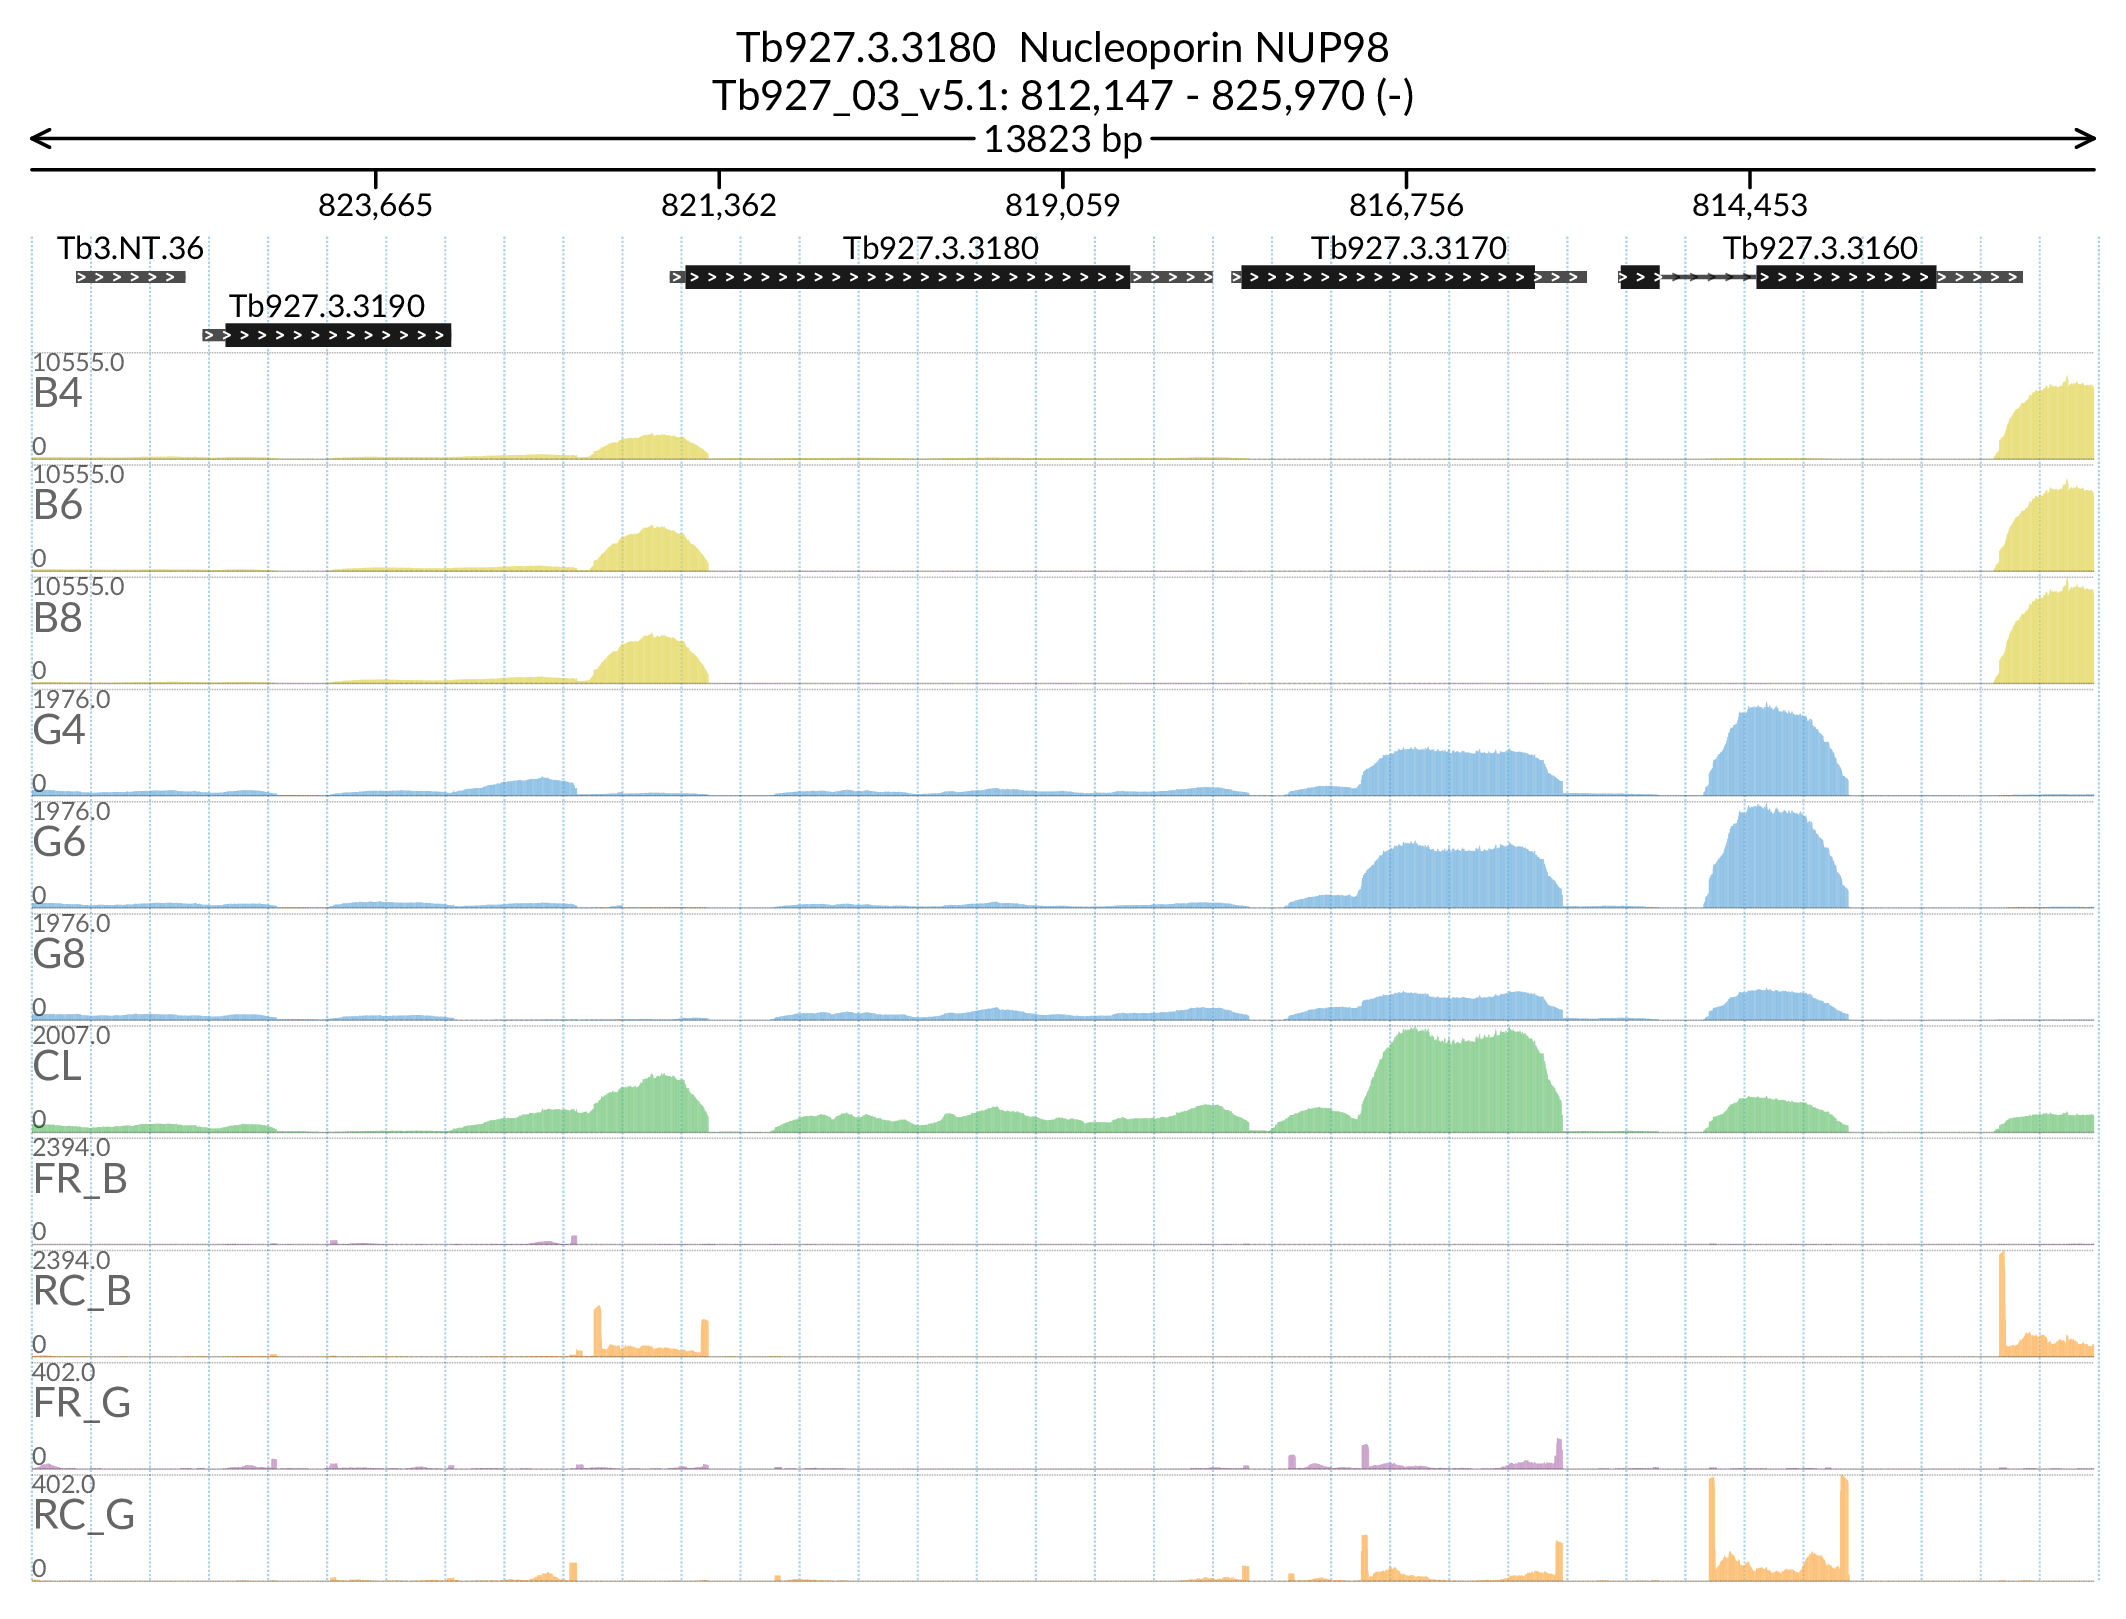 Tb927.3.3180  Nucleoporin NUP98
Tb927_03_v5.1: 812,147 - 825,970 (-)
13823 bp
823,665 821,362 819,059 816,756 814,453
Tb3.NT.36 Tb927.3.3180 Tb927.3.3170 Tb927.3.3160
Tb927.3.3190
10555.0
B4
0
10555.0
B6
0
10555.0
B8
0
1976.0
G4
0
1976.0
G6
0
1976.0
G8
0
2007.0
CL
0
2394.0
FR_B
0
2394.0
RC_B
0
402.0
FR_G
0
402.0
RC_G
0